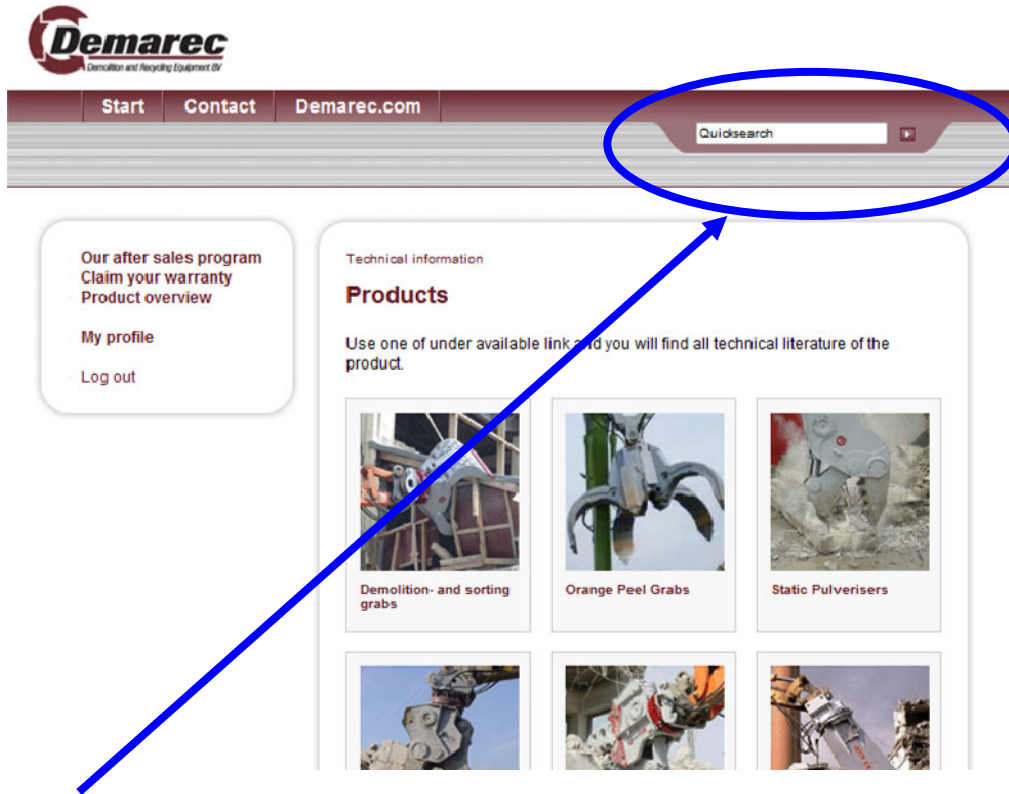 Demarec
Demolition and Recycling Equipment BV
Start Contact Demarec.com
Quicksearch
Our after sales program
Claim your warranty
Product overview
My profile
Log out
Technical information
Products
Use one of under available link and you will find all technical literature of the
product.
Demolition- and sorting
grabs
Orange Peel Grabs
Static Pulverisers